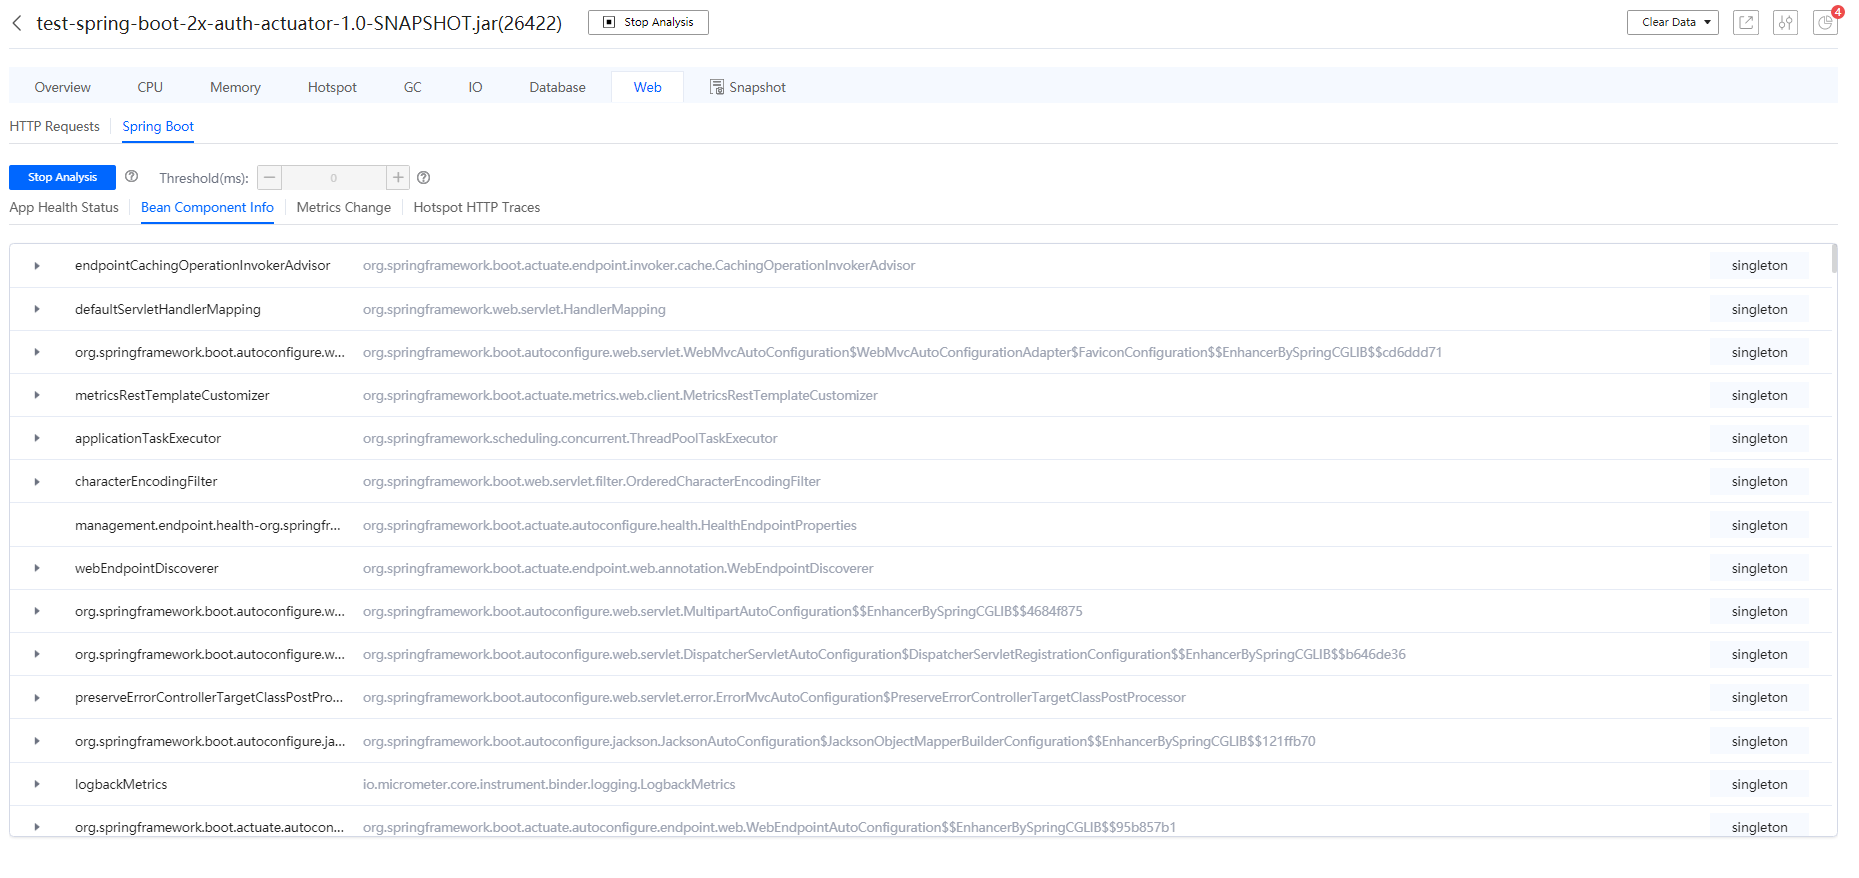 test-spring-boot-2x-auth-actuator-1.0-SNAPSHOT.jar(26422) Stop Analysis Clear Data 4
Overview CPU Memory Hotspot GC IO Database Web Snapshot
HTTP Requests Spring Boot
Stop Analysis Threshold(ms): 0
App Health Status Bean Component Info Metrics Change Hotspot HTTP Traces
endpointCachingOperationInvokerAdvisor org.springframework.boot.actuate.endpoint.invoker.cache.CachingOperationInvokerAdvisor singleton
defaultServletHandlerMapping org.springframework.web.servlet.HandlerMapping singleton
org.springframework.boot.autoconfigure.w... org.springframework.boot.autoconfigure.web.servlet.WebMvcAutoConfiguration$WebMvcAutoConfigurationAdapter$FaviconConfiguration$$EnhancerBySpringCGLIB$$cd6ddd71 singleton
metricsRestTemplateCustomizer org.springframework.boot.actuate.metrics.web.client.MetricsRestTemplateCustomizer singleton
applicationTaskExecutor org.springframework.scheduling.concurrent.ThreadPoolTaskExecutor singleton
characterEncodingFilter org.springframework.boot.web.servlet.filter.OrderedCharacterEncodingFilter singleton
management.endpoint.health-org.springfr... org.springframework.boot.actuate.autoconfigure.health.HealthEndpointProperties singleton
webEndpointDiscoverer org.springframework.boot.actuate.endpoint.web.annotation.WebEndpointDiscoverer singleton
org.springframework.boot.autoconfigure.w... org.springframework.boot.autoconfigure.web.servlet.MultipartAutoConfiguration$$EnhancerBySpringCGLIB$$4684f875 singleton
org.springframework.boot.autoconfigure.w... org.springframework.boot.autoconfigure.web.servlet.DispatcherServletAutoConfiguration$DispatcherServletRegistrationConfiguration$$EnhancerBySpringCGLIB$$b646de36 singleton
preserveErrorControllerTargetClassPostPro... org.springframework.boot.autoconfigure.web.servlet.error.ErrorMvcAutoConfiguration$PreserveErrorControllerTargetClassPostProcessor singleton
org.springframework.boot.autoconfigure.ja... org.springframework.boot.autoconfigure.jackson.JacksonAutoConfiguration$JacksonObjectMapperBuilderConfiguration$$EnhancerBySpringCGLIB$$121ffb70 singleton
logbackMetrics io.micrometer.core.instrument.binder.logging.LogbackMetrics singleton
org.springframework.boot.actuate.autocon... org.springframework.boot.actuate.autoconfigure.endpoint.web.WebEndpointAutoConfiguration$$EnhancerBySpringCGLIB$$95b857b1 singleton